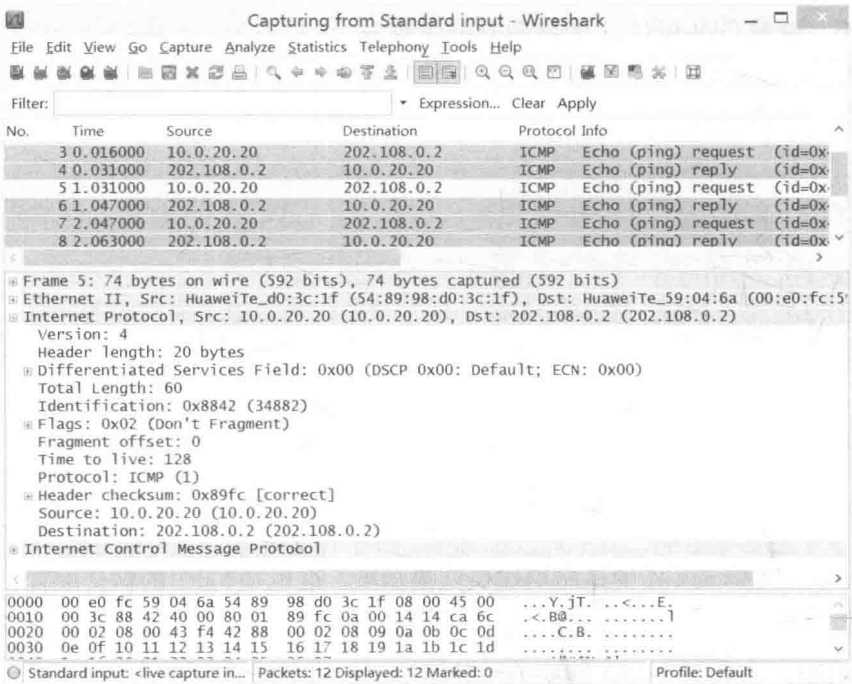 Capturing from Standard input - Wireshark
File Edit View Go Capture Analyze Statistics Telephony Tools Help
Filter: Expression... Clear Apply
No. Time Source Destination Protocol Info
3 0.016000 10.0.20.20 202.108.0.2 ICMP Echo (ping) request (id=0x
4 0.031000 202.108.0.2 10.0.20.20 ICMP Echo (ping) reply (id=0x
5 1.031000 10.0.20.20 202.108.0.2 ICMP Echo (ping) request (id=0x
6 1.047000 202.108.0.2 10.0.20.20 ICMP Echo (ping) reply (id=0x
7 2.047000 10.0.20.20 202.108.0.2 ICMP Echo (ping) request (id=0x
8 2.063000 202.108.0.2 10.0.20.20 ICMP Echo (ping) reply (id=0x
Frame 5: 74 bytes on wire (592 bits), 74 bytes captured (592 bits)
Ethernet II, Src: HuaweiTe_d0:3c:1f (54:89:98:d0:3c:1f), Dst: HuaweiTe_59:04:6a (00:e0:fc:5
Internet Protocol, Src: 10.0.20.20 (10.0.20.20), Dst: 202.108.0.2 (202.108.0.2)
Version: 4
Header length: 20 bytes
Differentiated Services Field: 0x00 (DSCP 0x00: Default; ECN: 0x00)
Total Length: 60
Identification: 0x8842 (34882)
Flags: 0x02 (Don't Fragment)
Fragment offset: 0
Time to live: 128
Protocol: ICMP (1)
Header checksum: 0x89fc [correct]
Source: 10.0.20.20 (10.0.20.20)
Destination: 202.108.0.2 (202.108.0.2)
Internet Control Message Protocol
0000 00 e0 fc 59 04 6a 54 89 98 d0 3c 1f 08 00 45 00 ...Y.jT. ..<...E.
0010 00 3c 88 42 40 00 80 01 89 fc 0a 00 14 14 ca 6c .<.B@... .......l
0020 00 02 08 00 43 f4 42 88 00 02 08 09 0a 0b 0c 0d ....C.B. ........
0030 0e 0f 10 11 12 13 14 15 16 17 18 19 1a 1b 1c 1d ........ ........
Standard input: <live capture in... Packets: 12 Displayed: 12 Marked: 0 Profile: Default